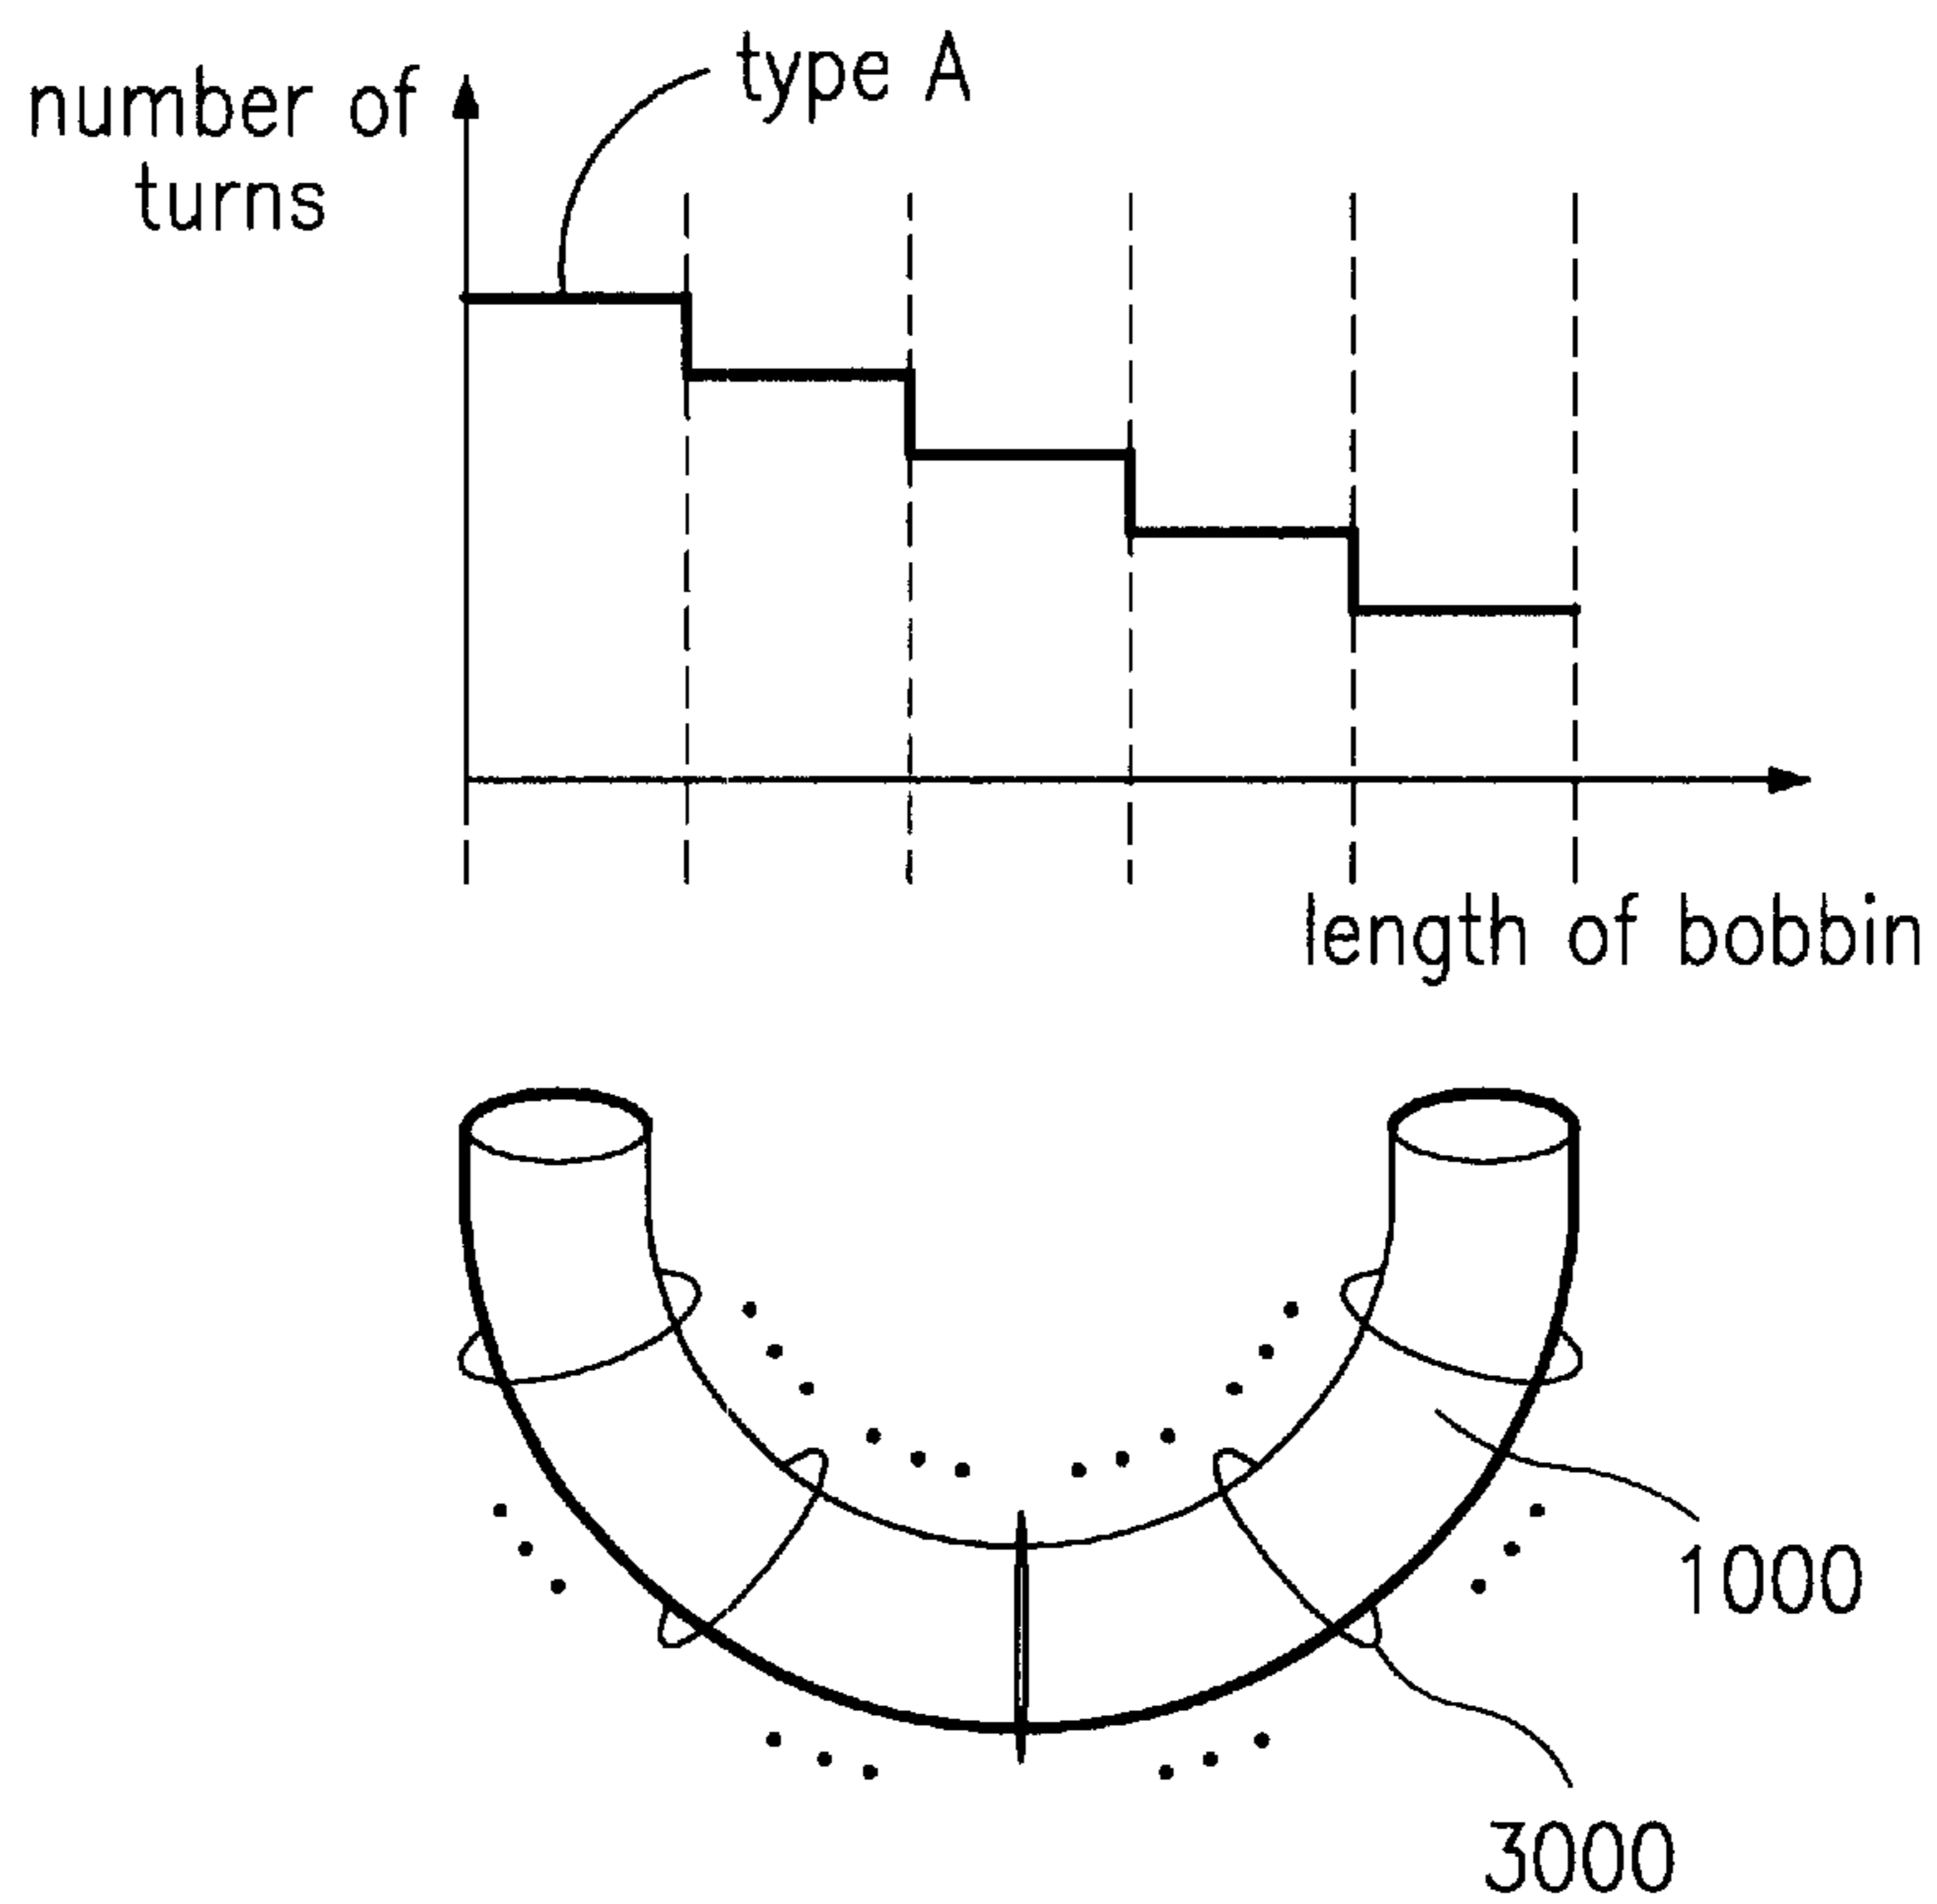 number of
turns
type A
length of bobbin
1000
3000